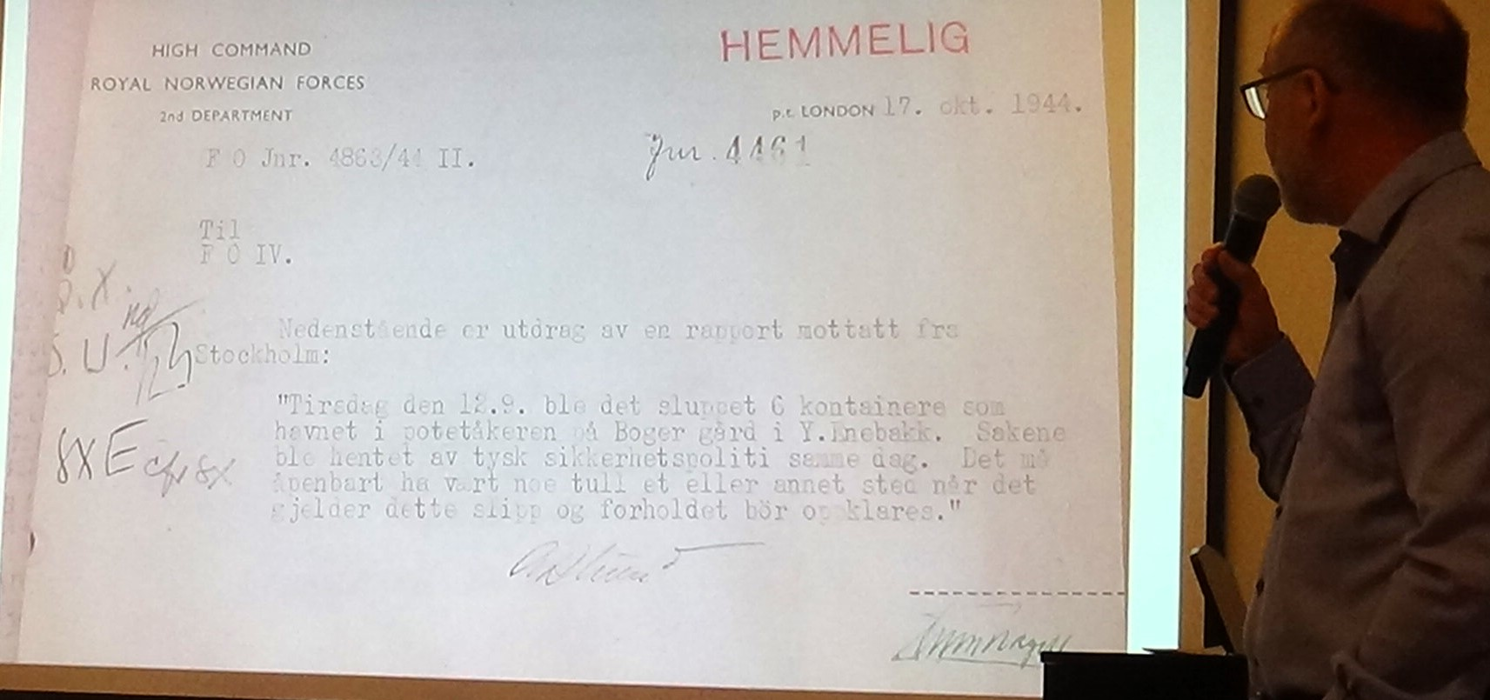 HIGH COMMAND
ROYAL NORWEGIAN FORCES
2nd DEPARTMENT
HEMMELIG
p.t. LONDON 17. okt. 1944.
F O Jnr. 4863/44 II.
Jnr. 4461
Til
F O IV.
S.U.
Nedenstående er utdrag av en rapport mottatt fra
Stockholm:
"Tirsdag den 12.9. ble det sluppet 6 kontainere som
havnet i potetåkeren på Boger gård i Y.Enebakk. Sakene
ble hentet av tysk sikkerhetspoliti samme dag. Det må
åpenbart ha vært noe tull et eller annet sted når det
gjelder dette slipp og forholdet bör oppklares."